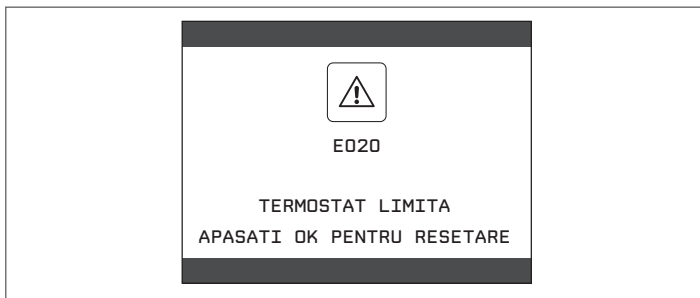 E020
TERMOSTAT LIMITA
APASATI OK PENTRU RESETARE